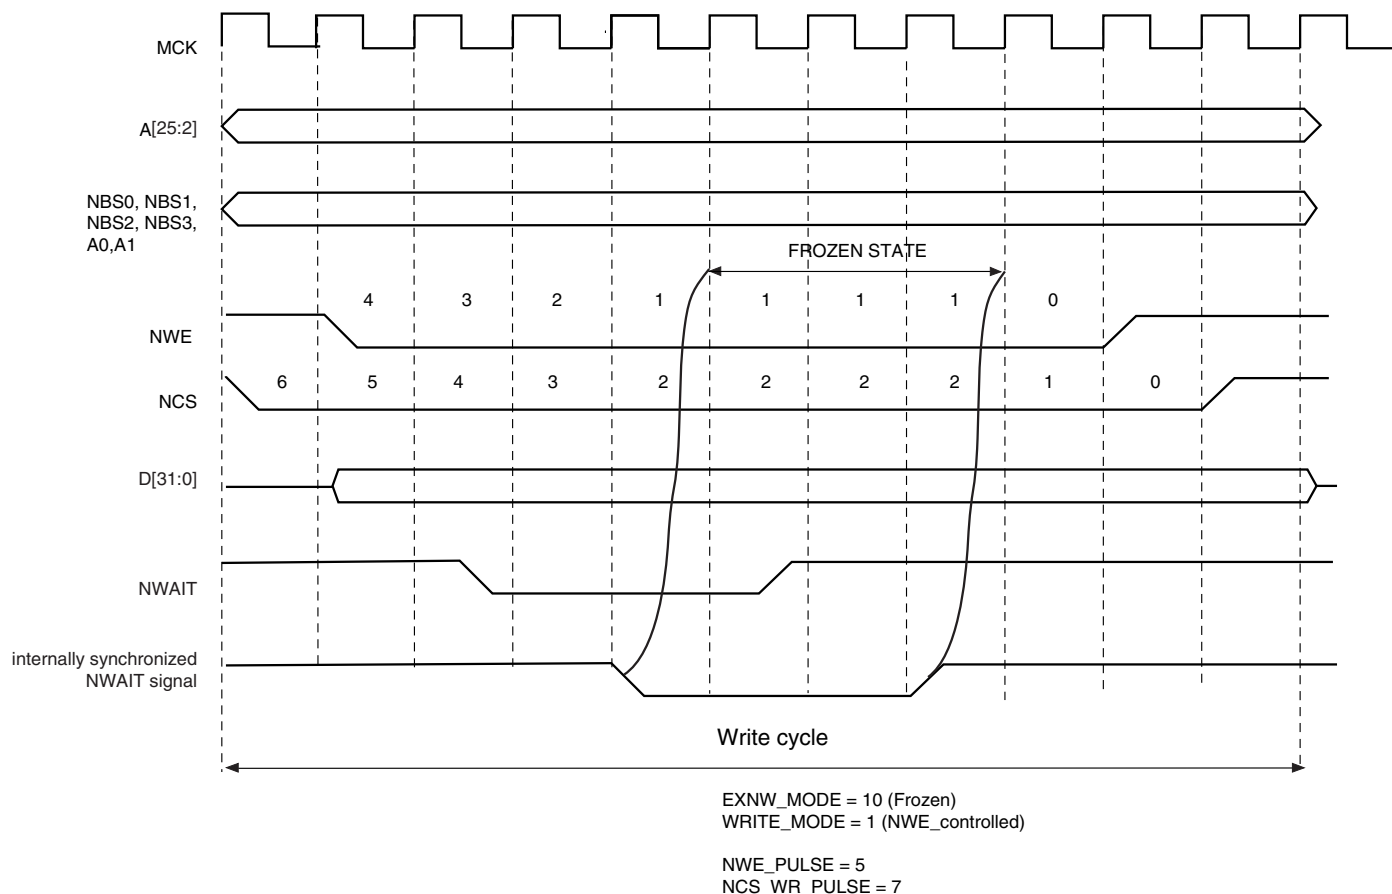 MCK
A[25:2]
NBS0, NBS1,
NBS2, NBS3,
A0,A1
FROZEN STATE
4 3 2 1 1 1 1 0
NWE
6 5 4 3 2 2 2 2 1 0
NCS
D[31:0]
NWAIT
internally synchronized
NWAIT signal
Write cycle
EXNW_MODE = 10 (Frozen)
WRITE_MODE = 1 (NWE_controlled)
NWE_PULSE = 5
NCS_WR_PULSE = 7